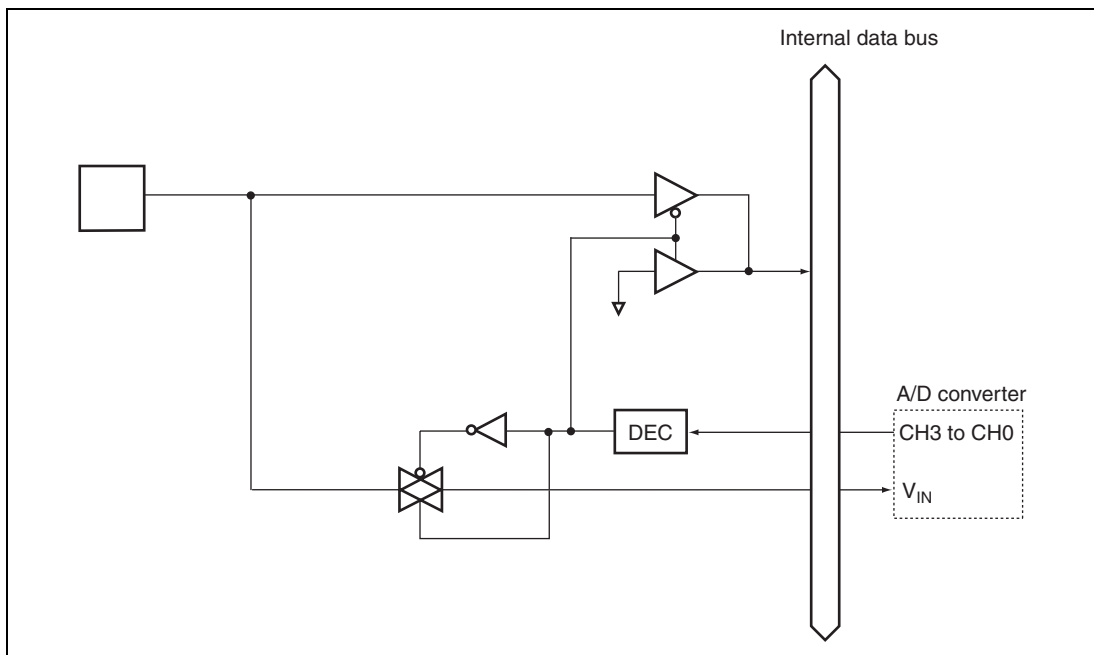 Internal data bus
A/D converter
DEC
CH3 to CH0
VIN